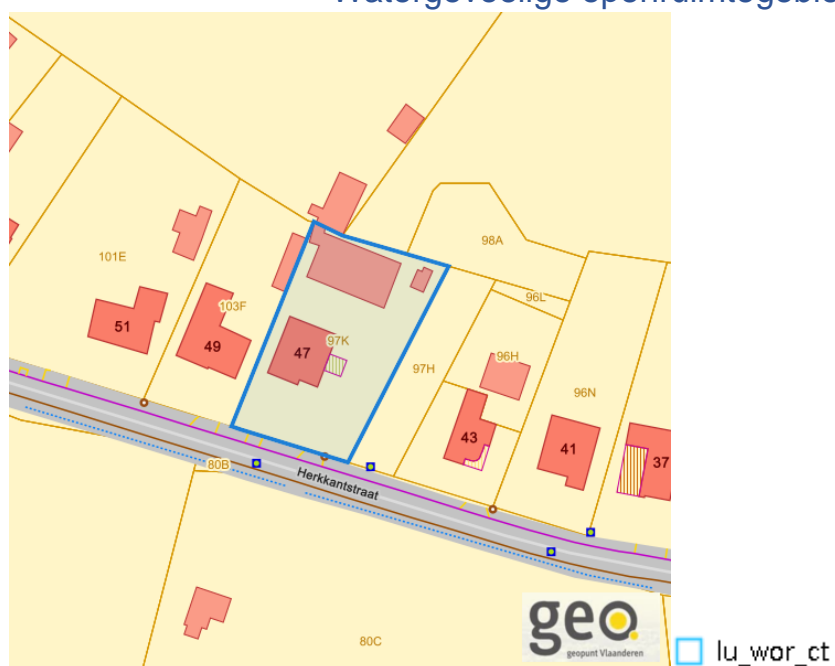 98A
101E
96L
103F
51
49
47
97K
97H
96H
96N
43
41
37
80B
Herkkantstraat
80C
geo.
geopunt Vlaanderen
lu_wor_ct